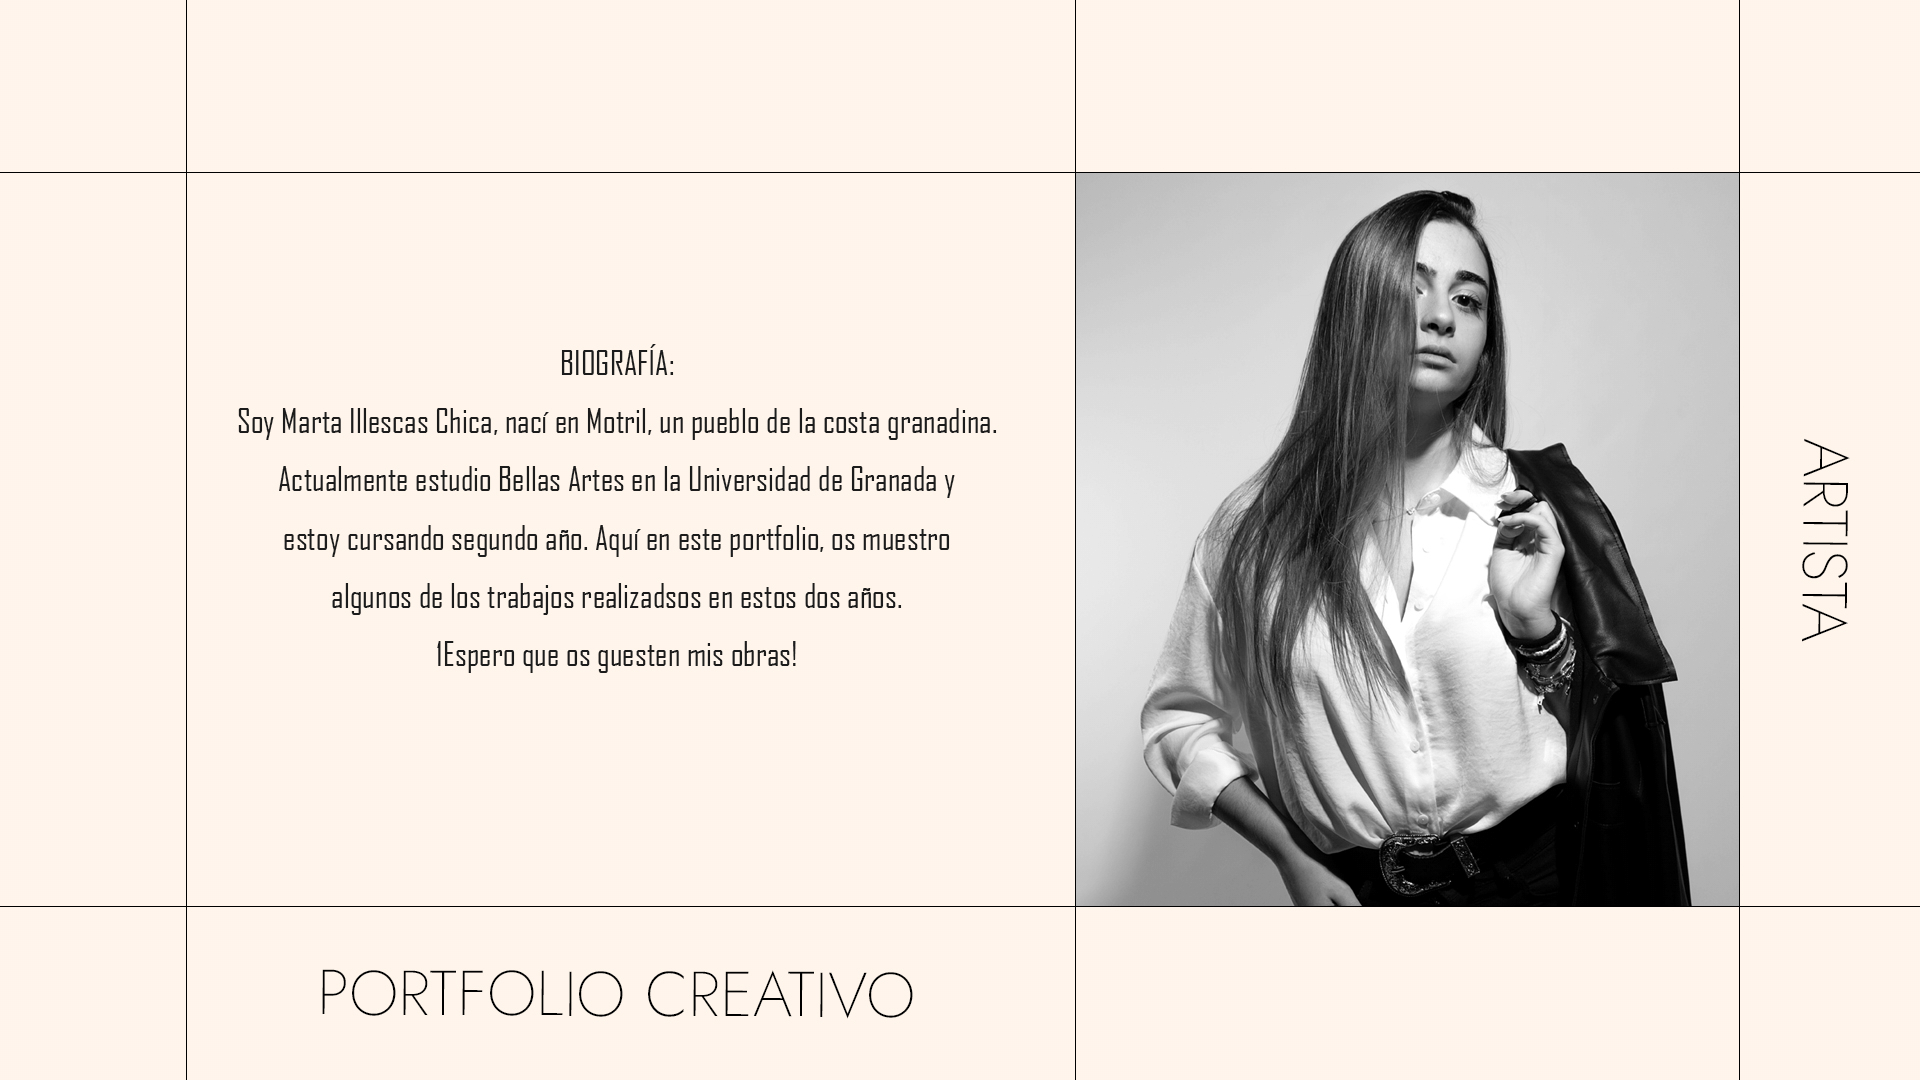 BIOGRAFÍA:
Soy Marta Illescas Chica, nací en Motril, un pueblo de la costa granadina.
Actualmente estudio Bellas Artes en la Universidad de Granada y
estoy cursando segundo año. Aquí en este portfolio, os muestro
algunos de los trabajos realizadsos en estos dos años.
1Espero que os guesten mis obras!
ARTISTA
PORTFOLIO CREATIVO